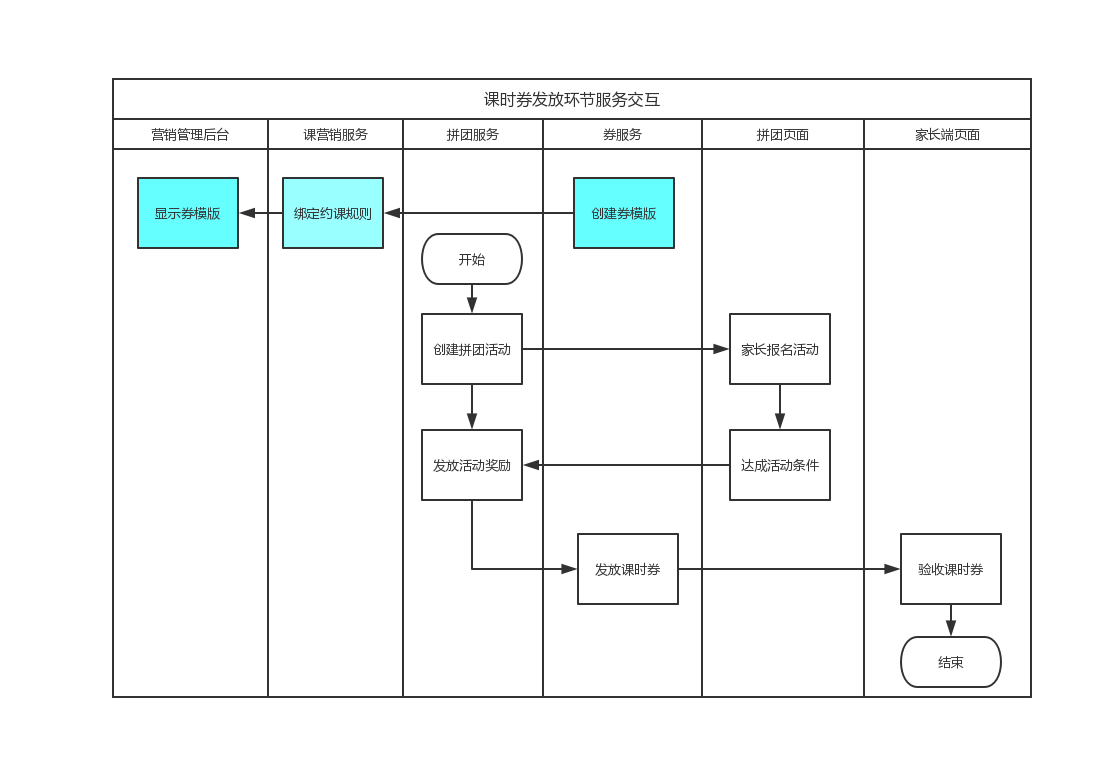 课时券发放环节服务交互
营销管理后台
课营销服务
拼团服务
券服务
拼团页面
家长端页面
显示券模版
绑定约课规则
创建券模版
开始
创建拼团活动
家长报名活动
发放活动奖励
达成活动条件
发放课时券
验收课时券
结束